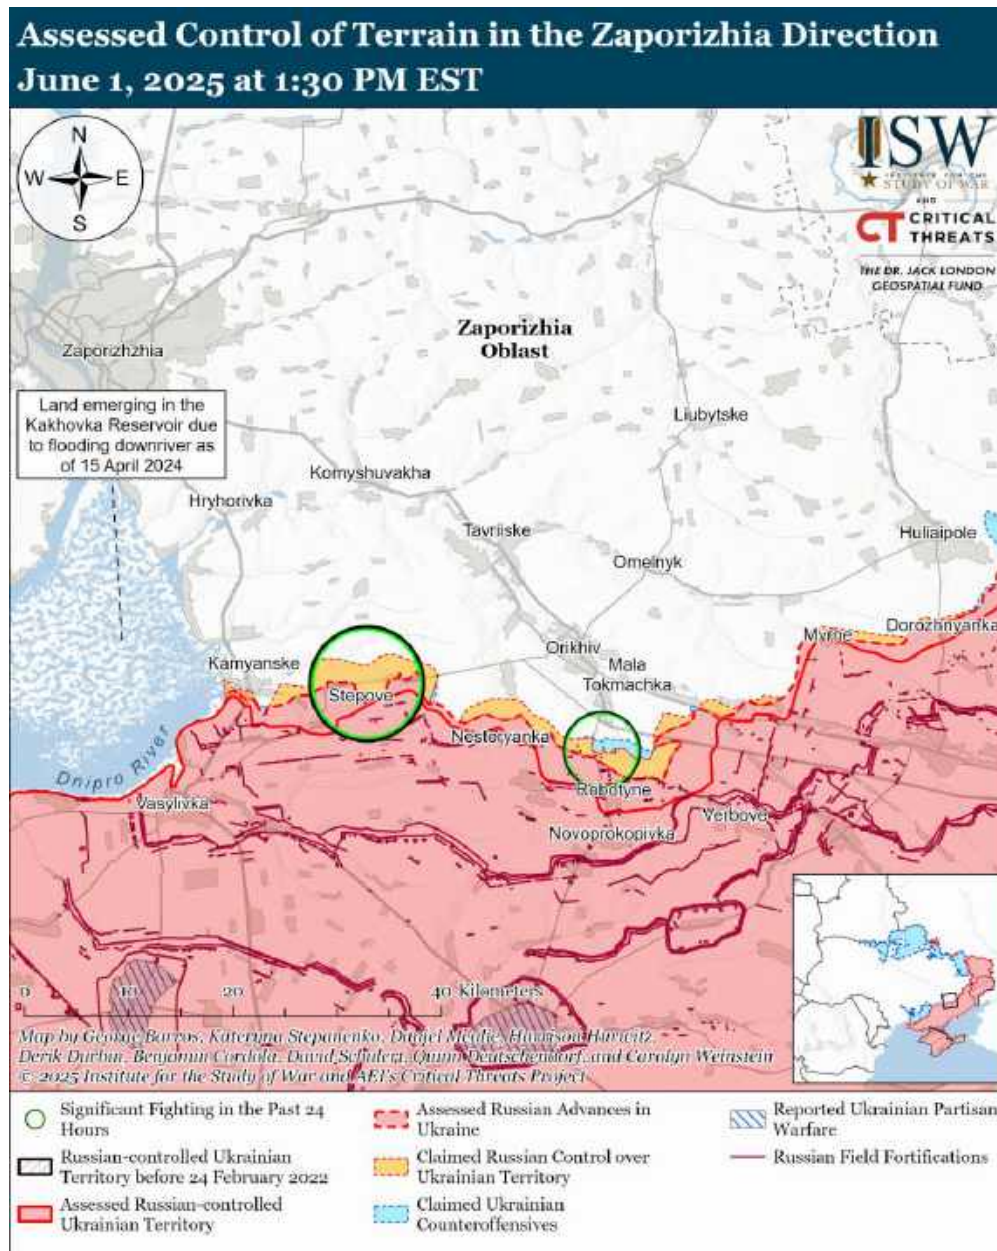 Assessed Control of Terrain in the Zaporizhia Direction
June 1, 2025 at 1:30 PM EST
N
W E
S
ISW
INSTITUTE FOR THE
STUDY OF WAR
AND
CT CRITICAL
THREATS
THE DR. JACK LONDON
GEOSPATIAL FUND
Zaporizhia
Oblast
Zaporizhzhia
Land emerging in the
Kakhovka Reservoir due
to flooding downriver as
of 15 April 2024
Liubytske
Komyshuvakha
Hryhorivka
Tavriiske
Huliaipole
Omelnyk
Dorozhnyanka
Myrne
Orikhiv
Kamyanske
Mala
Tokmachka
Stepove
Nesteryanka
Dnipro River
Robotyne
Vasylivka
Verbove
Novoprokopivka
0 10 20 40 Kilometers
Map by George Barros, Kateryna Stepanenko, Daniel Mealie, Harrison Hurwitz,
Derik Durbin, Benjamin Cordola, David Schulert, Quinn Deutschendorf, and Carolyn Weinstein
© 2025 Institute for the Study of War and AEI's Critical Threats Project
Significant Fighting in the Past 24
Hours
Russian-controlled Ukrainian
Territory before 24 February 2022
Assessed Russian-controlled
Ukrainian Territory
Assessed Russian Advances in
Ukraine
Claimed Russian Control over
Ukrainian Territory
Claimed Ukrainian
Counteroffensives
Reported Ukrainian Partisan
Warfare
Russian Field Fortifications